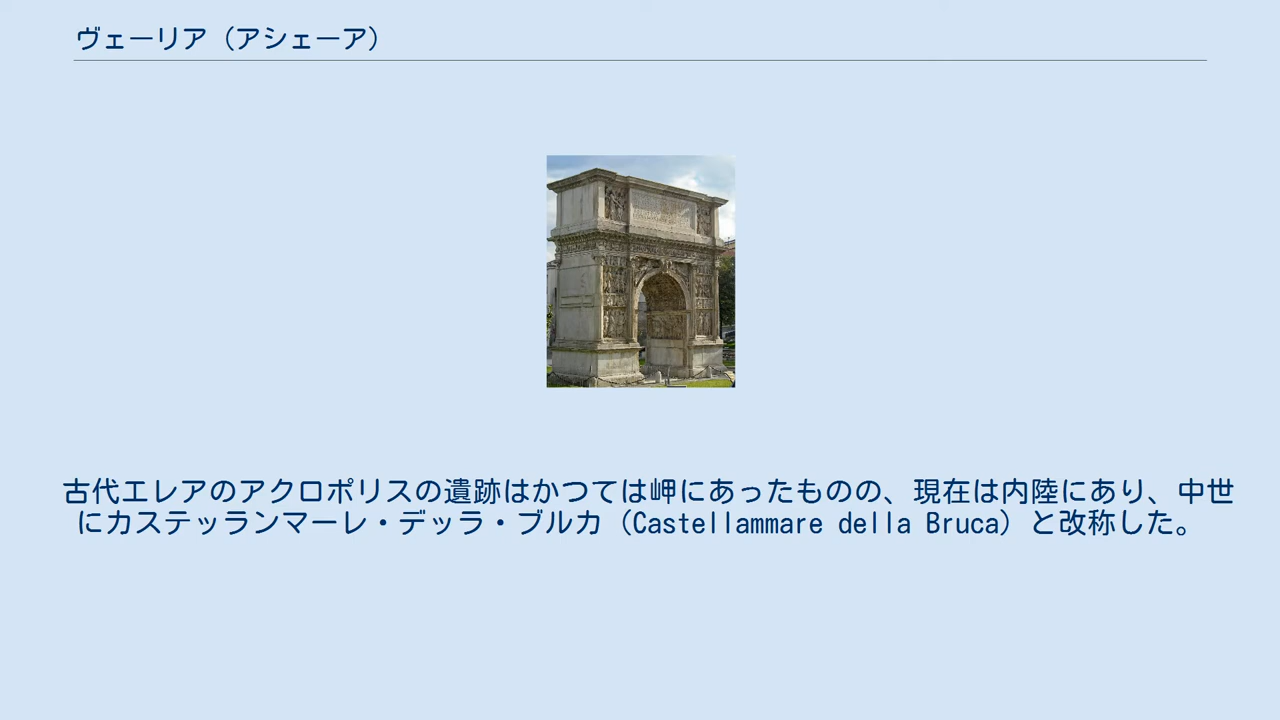 ヴェーリア（アシェーア）
古代エレアのアクロポリスの遺跡はかつては岬にあったものの、現在は内陸にあり、中世
にカステッランマーレ・デッラ・ブルカ（Castellammare della Bruca）と改称した。